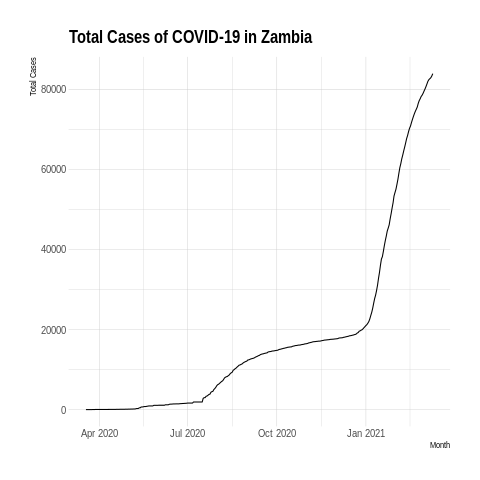 Total Cases of COVID-19 in Zambia
Total Cases
80000
60000
40000
20000
0
Apr 2020 Jul 2020 Oct 2020 Jan 2021
Month